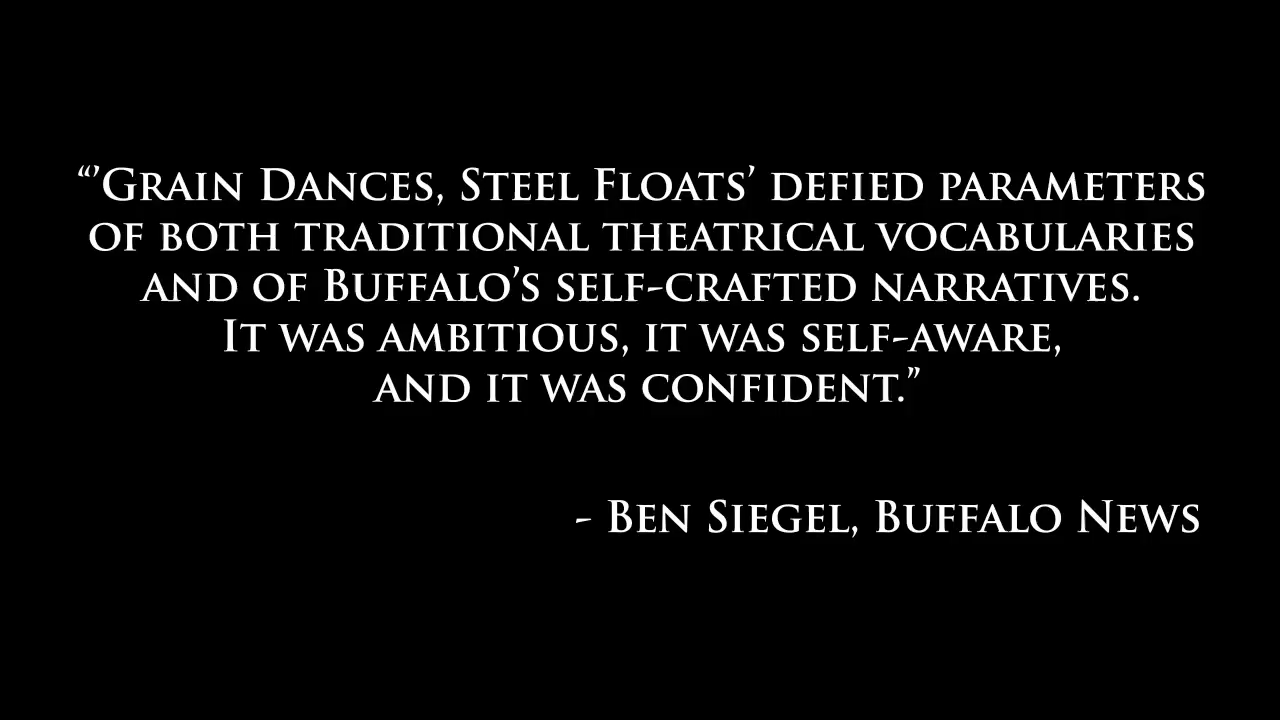 “’Grain Dances, Steel Floats’ defied parameters
of both traditional theatrical vocabularies
and of Buffalo’s self-crafted narratives.
It was ambitious, it was self-aware,
and it was confident.”
- Ben Siegel, Buffalo News